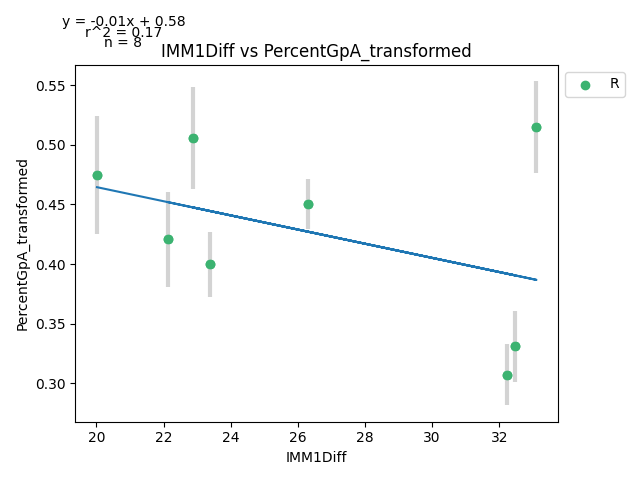 y = -0.01x + 0.58
r^2 = 0.17
n = 8
IMM1Diff vs PercentGpA_transformed
R
PercentGpA_transformed
0.55
0.50
0.45
0.40
0.35
0.30
20 22 24 26 28 30 32
IMM1Diff